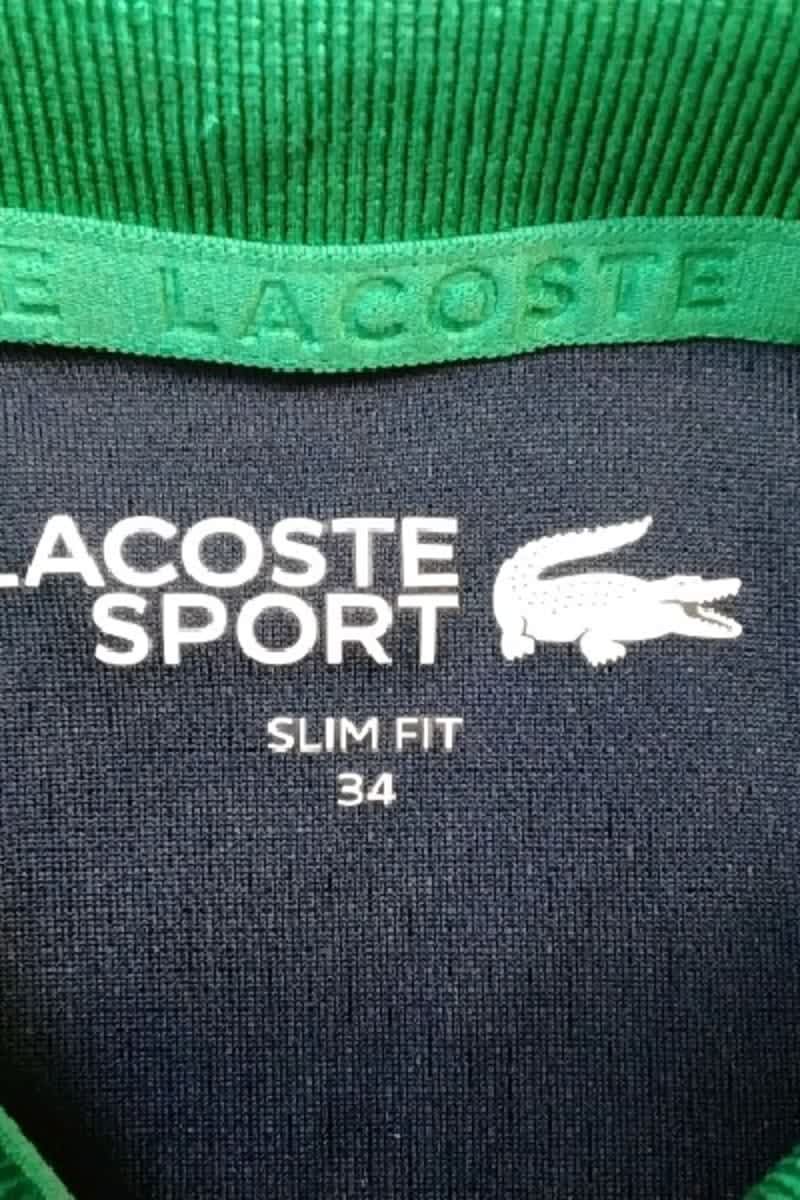 E LACOSTE
LACOSTE
SPORT
SLIM FIT
34